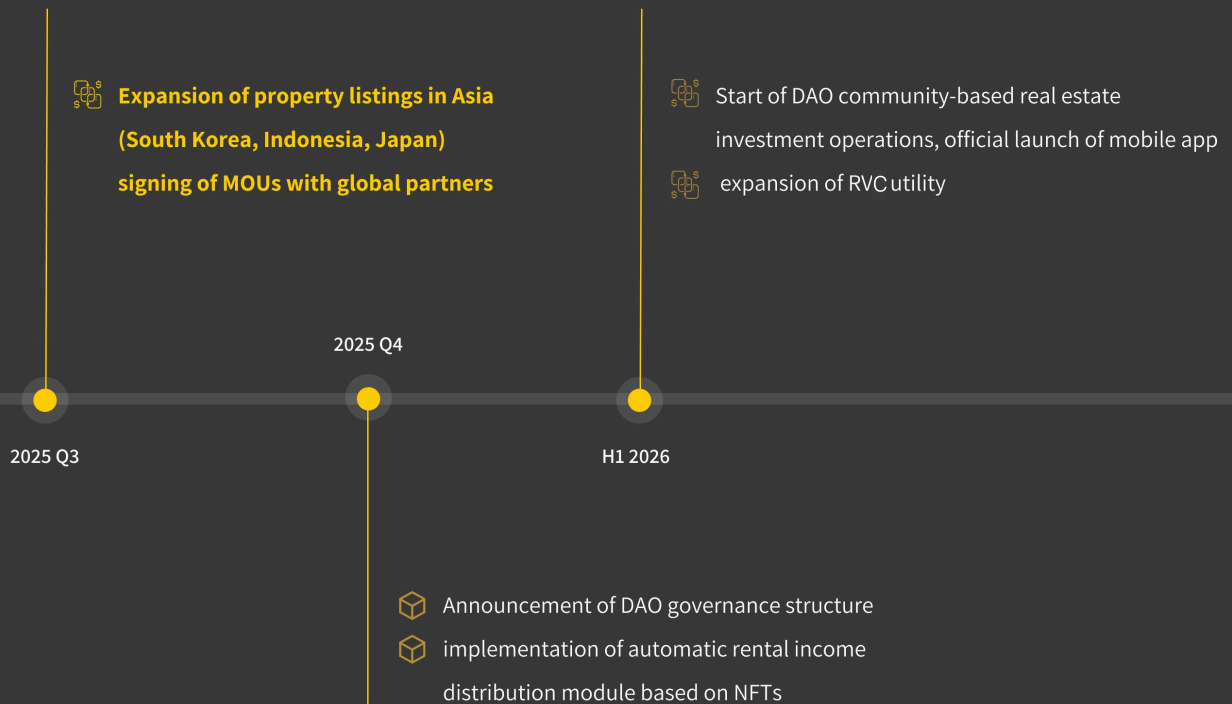 Expansion of property listings in Asia
(South Korea, Indonesia, Japan)
signing of MOUs with global partners
Start of DAO community-based real estate
investment operations, official launch of mobile app
expansion of RVC utility
2025 Q4
2025 Q3
H1 2026
Announcement of DAO governance structure
implementation of automatic rental income
distribution module based on NFTs